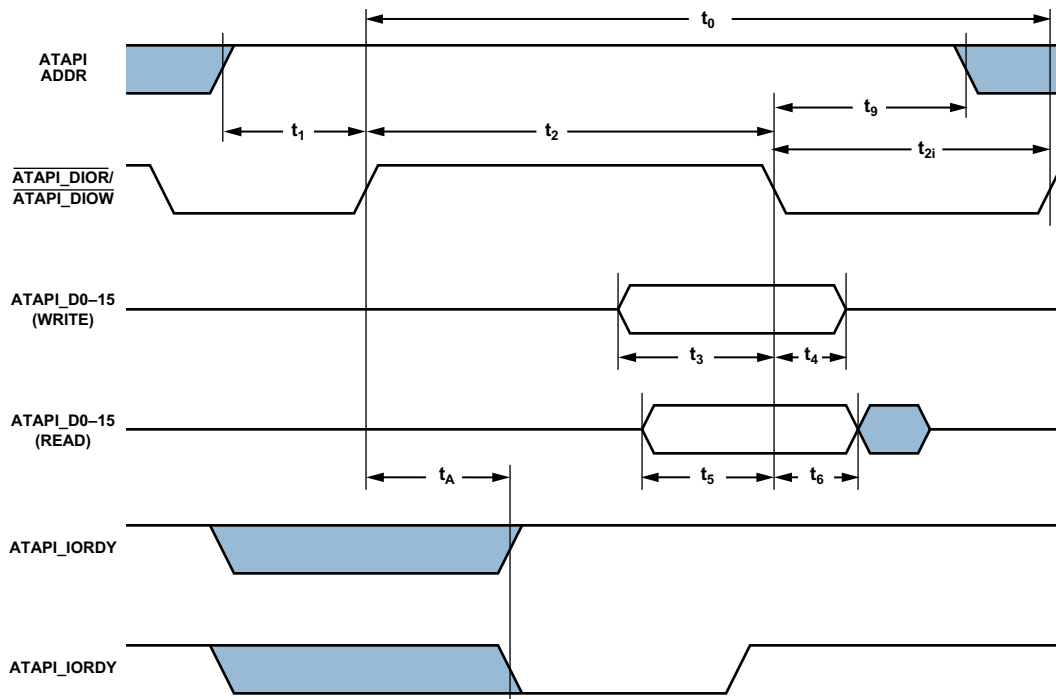 t0
ATAPI
ADDR
t9
t1
t2
t2i
ATAPI_DIOR/
ATAPI_DIOW
ATAPI_D0–15
(WRITE)
t3
t4
ATAPI_D0–15
(READ)
tA
t5
t6
ATAPI_IORDY
ATAPI_IORDY